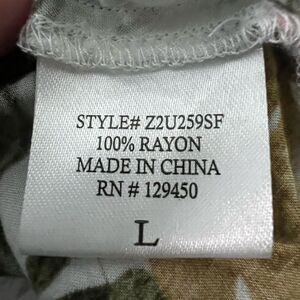 STYLE# Z2U259SF
100% RAYON
MADE IN CHINA
RN # 129450
L